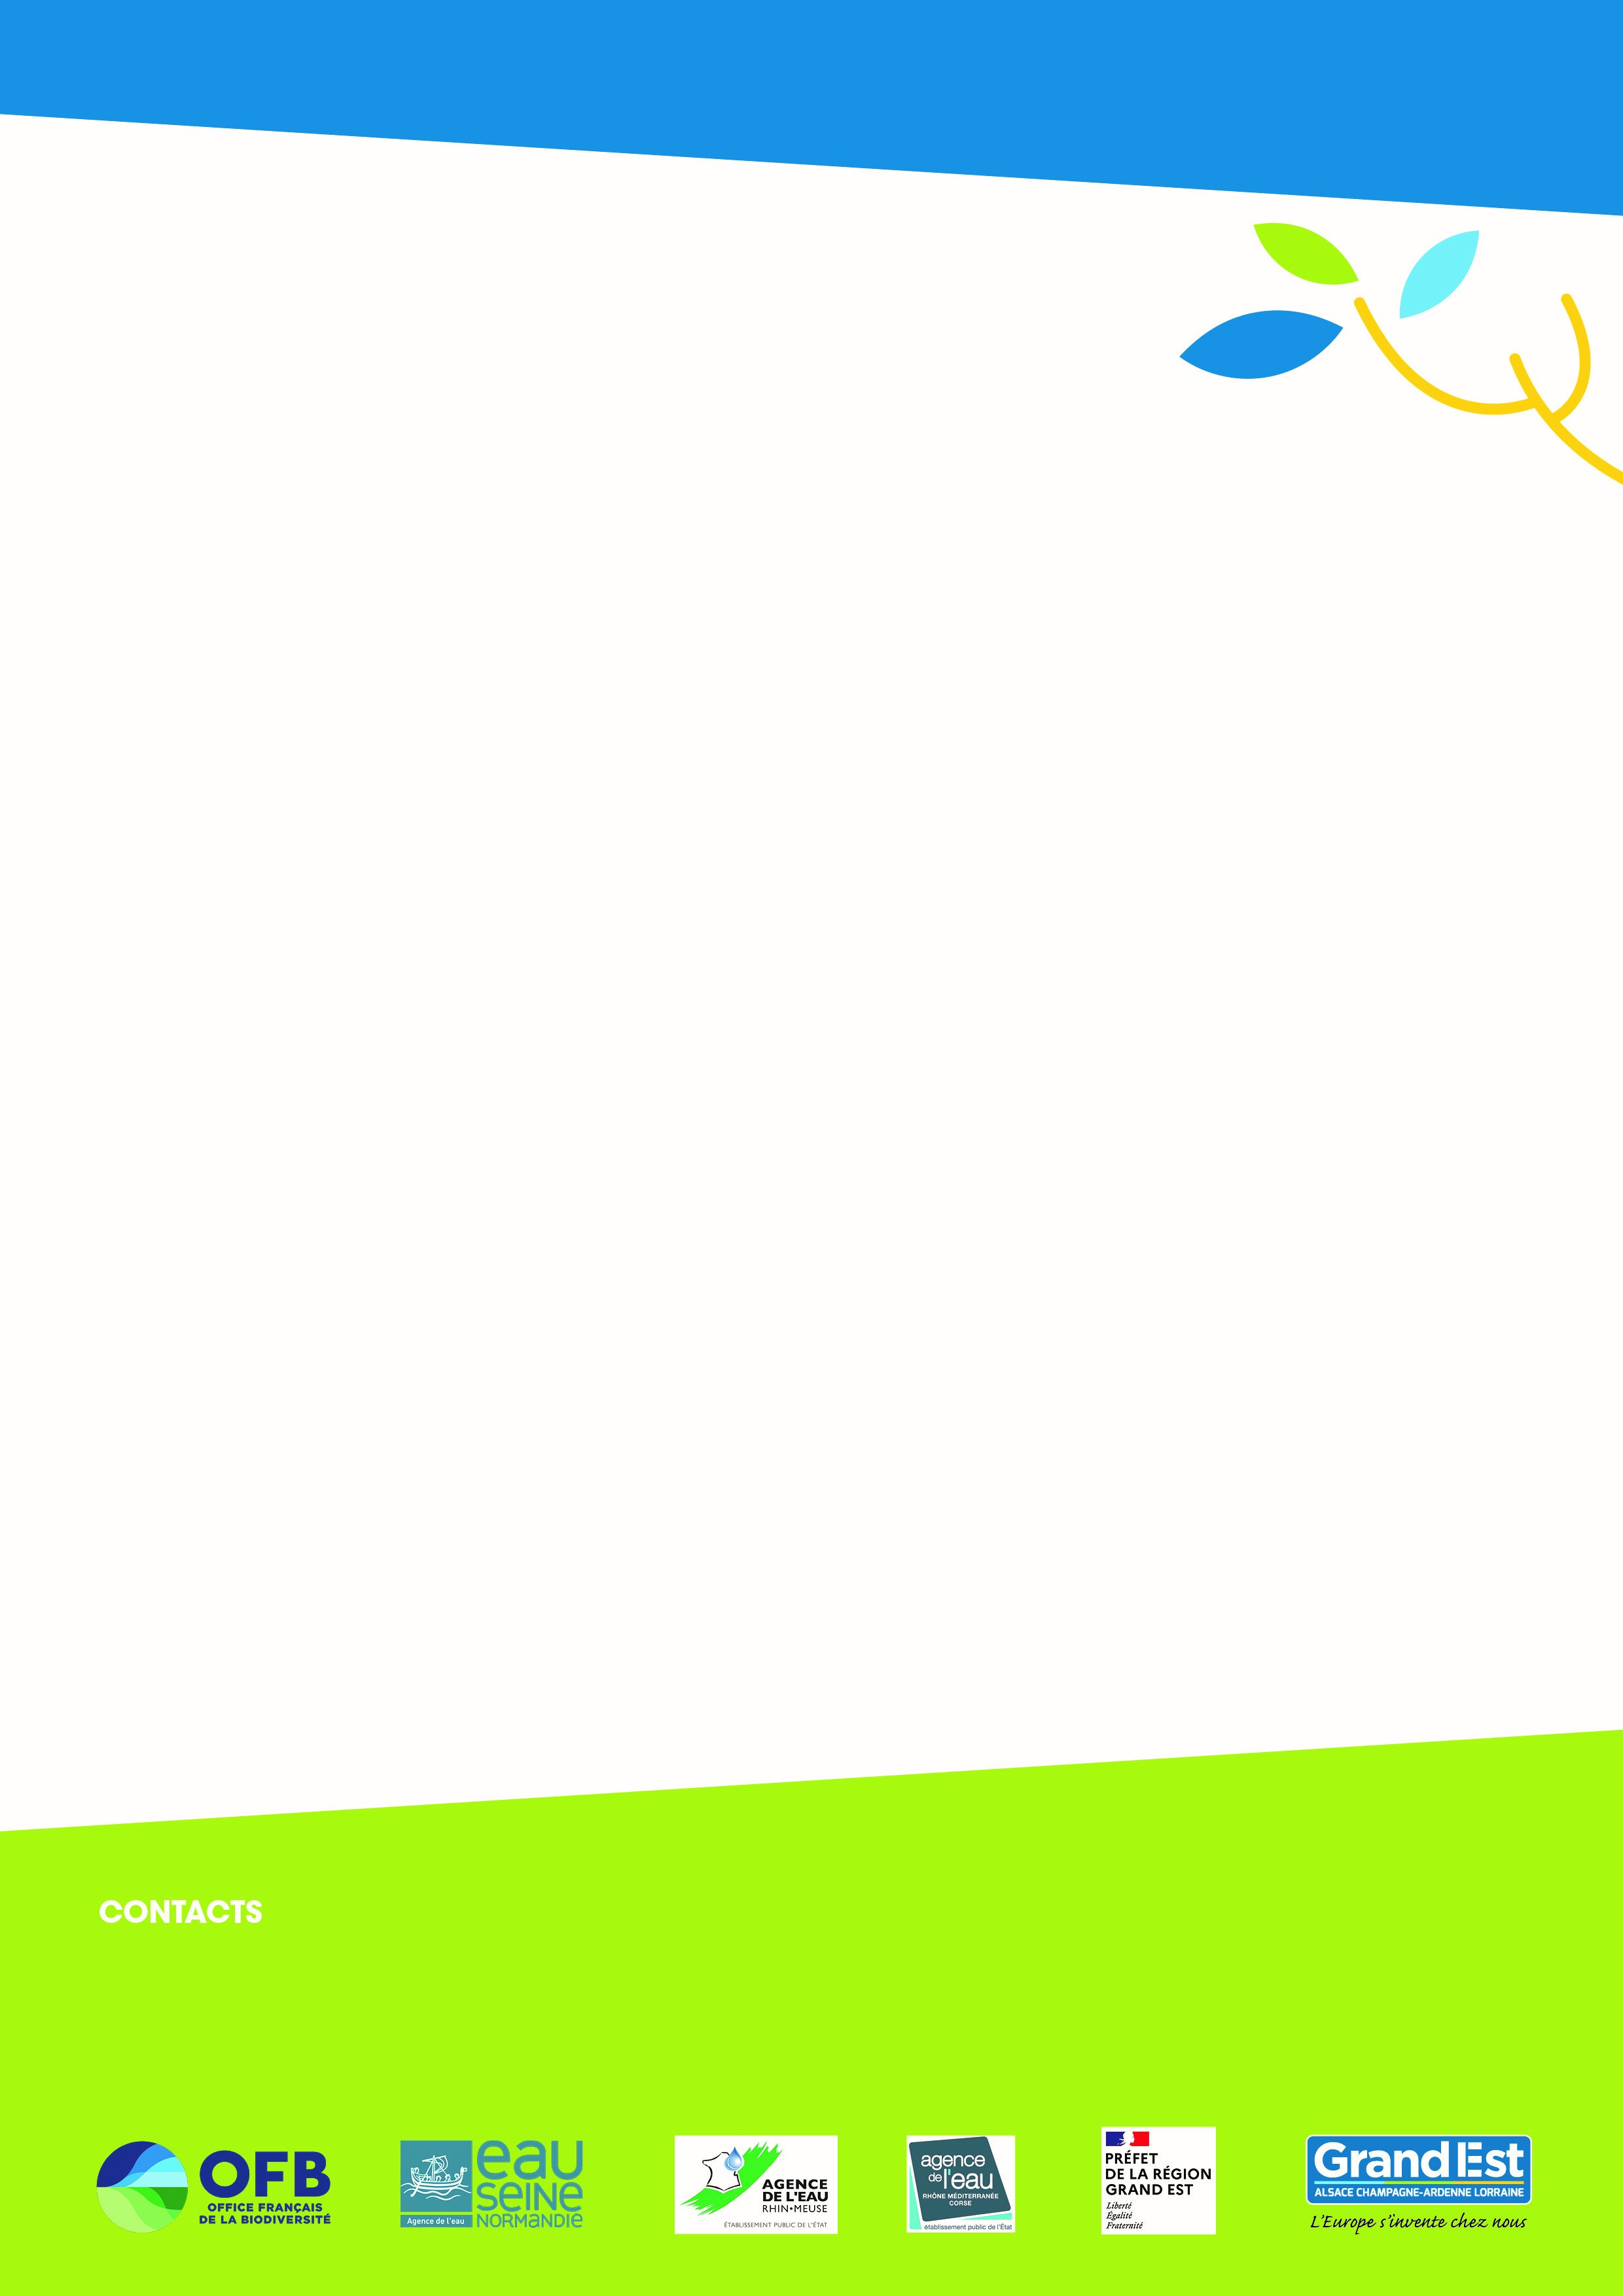 CONTACTS
OFB
OFFICE FRANÇAIS
DE LA BIODIVERSITÉ
eau
seine
NORMANDIE
Agence de l'eau
AGENCE
DE L'EAU
RHIN•MEUSE
ÉTABLISSEMENT PUBLIC DE L'ÉTAT
agence
de l'eau
RHÔNE MÉDITERRANÉE
CORSE
établissement public de l'État
PRÉFET
DE LA RÉGION
GRAND EST
Liberté
Égalité
Fraternité
Grand Est
ALSACE CHAMPAGNE-ARDENNE LORRAINE
L'Europe s'invente chez nous